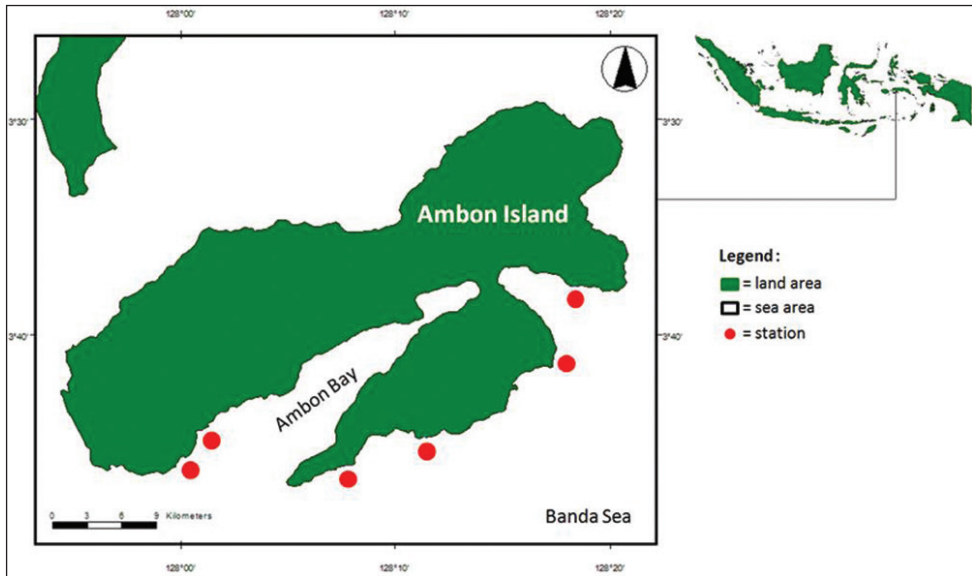 128°00' 128°10' 128°20'
3°30' 3°30'
Ambon Island
Legend :
= land area
= sea area
= station
3°40' 3°40'
Ambon Bay
0 3 6 9 Kilometers
Banda Sea
128°00' 128°10' 128°20'